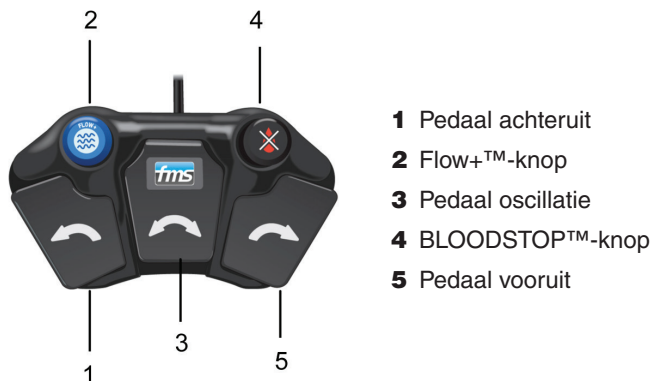 2
4
FLOW+
fms
1
3
5
1 Pedaal achteruit
2 Flow+™-knop
3 Pedaal oscillatie
4 BLOODSTOP™-knop
5 Pedaal vooruit